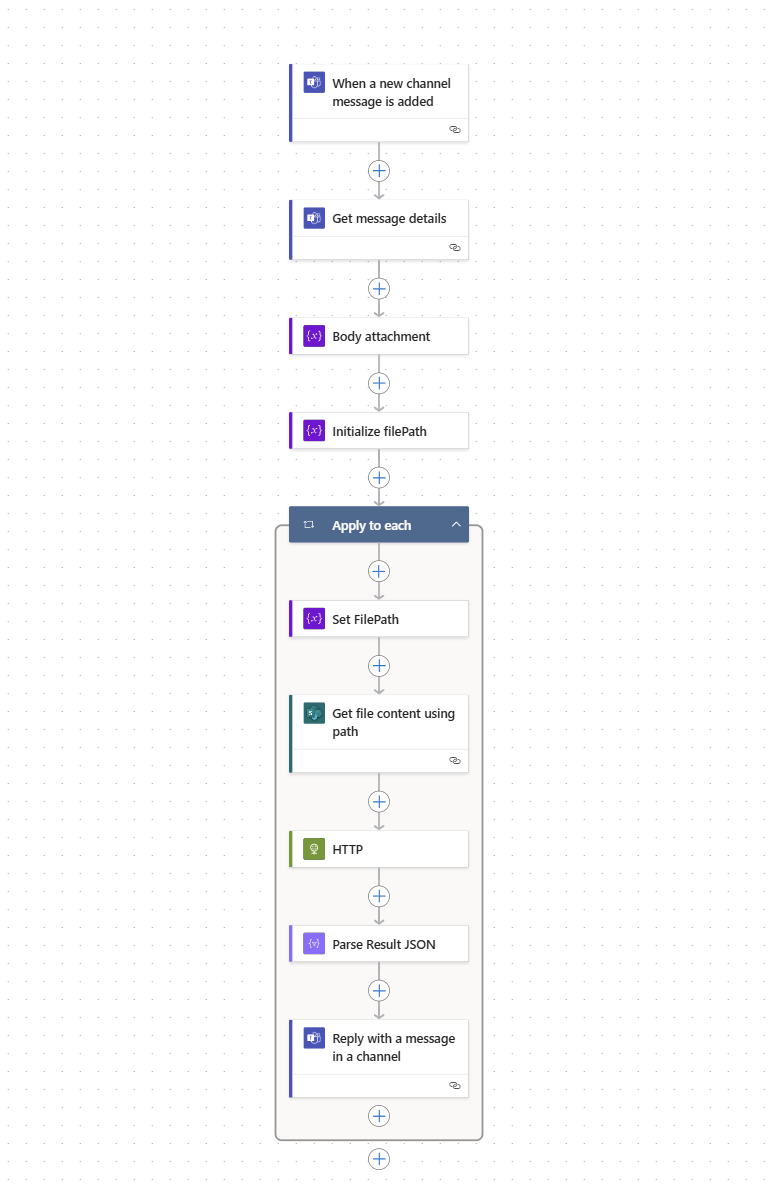 When a new channel
message is added
Get message details
Body attachment
Initialize filePath
Apply to each
Set FilePath
Get file content using
path
HTTP
Parse Result JSON
Reply with a message
in a channel